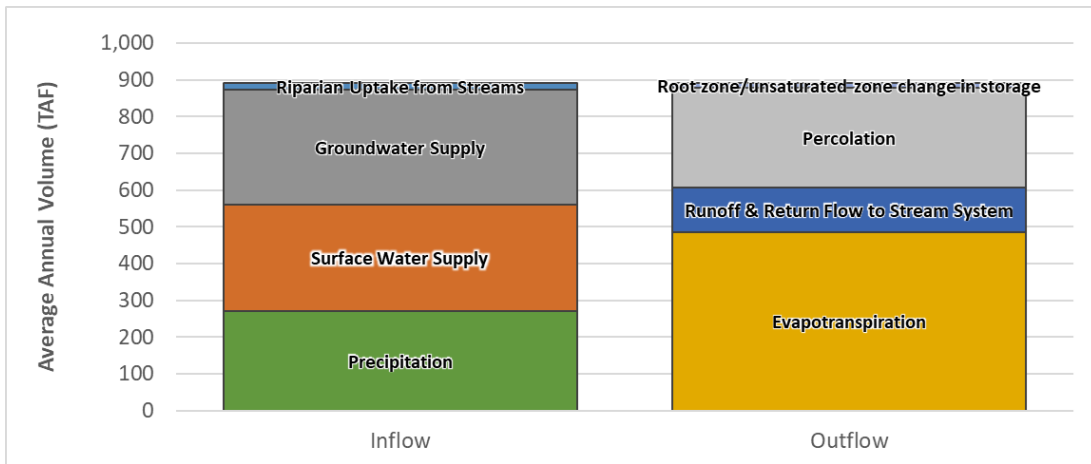 Average Annual Volume (TAF)
1,000
900
800
700
600
500
400
300
200
100
0
Riparian Uptake from Streams
Groundwater Supply
Surface Water Supply
Precipitation
Root zone/unsaturated zone change in storage
Percolation
Runoff & Return Flow to Stream System
Evapotranspiration
Inflow
Outflow